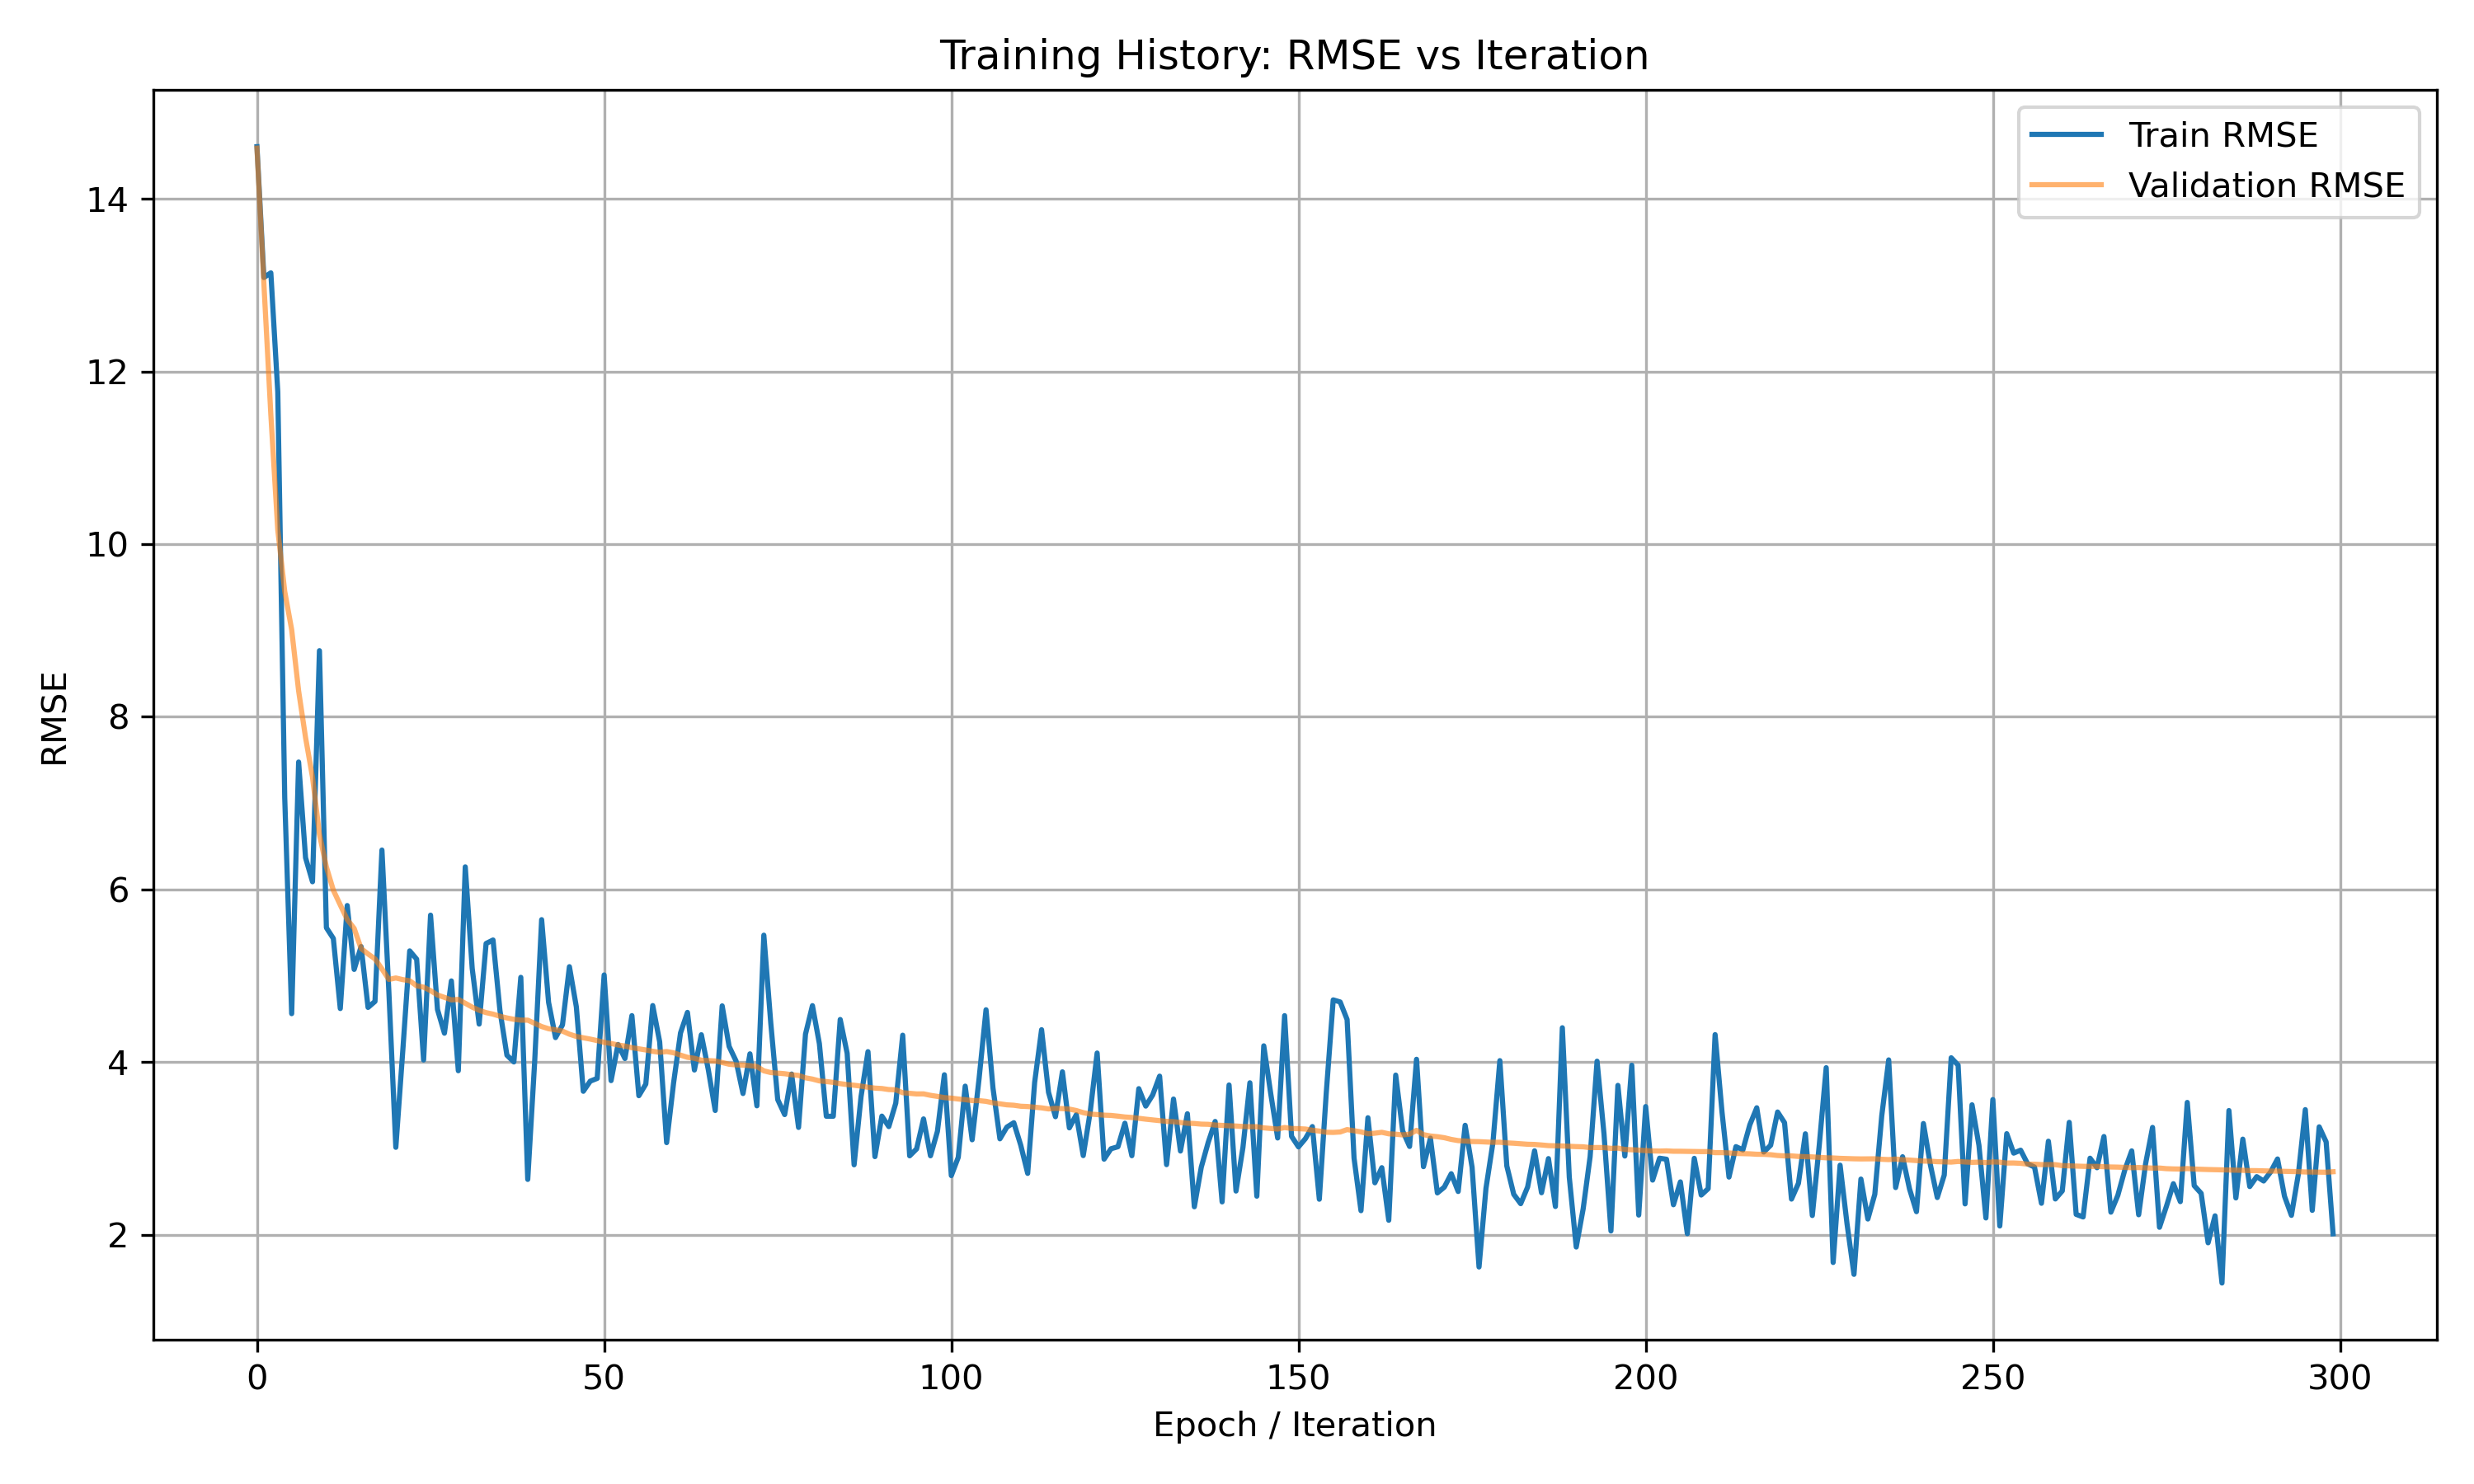 Training History: RMSE vs Iteration
Train RMSE
Validation RMSE
14
12
10
8
6
4
2
RMSE
0
50
100
150
200
250
300
Epoch / Iteration